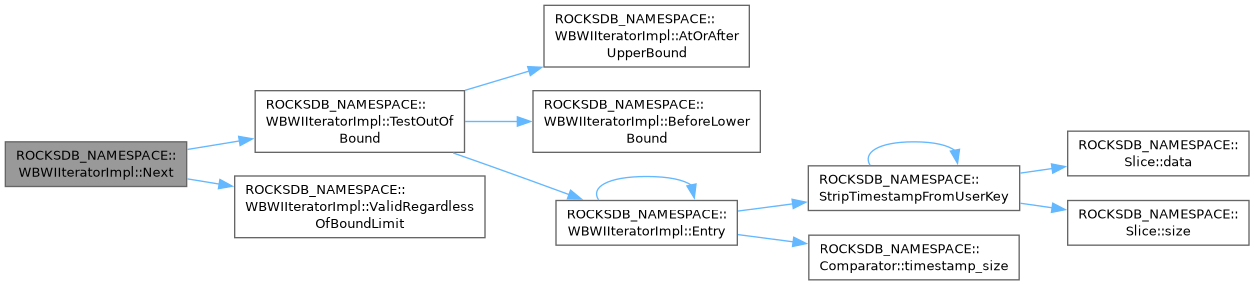 ROCKSDB_NAMESPACE::
WBWIIteratorImpl::Next
ROCKSDB_NAMESPACE::
WBWIIteratorImpl::TestOutOf
Bound
ROCKSDB_NAMESPACE::
WBWIIteratorImpl::AtOrAfter
UpperBound
ROCKSDB_NAMESPACE::
WBWIIteratorImpl::BeforeLower
Bound
ROCKSDB_NAMESPACE::
WBWIIteratorImpl::Entry
ROCKSDB_NAMESPACE::
StripTimestampFromUserKey
ROCKSDB_NAMESPACE::
Slice::data
ROCKSDB_NAMESPACE::
Slice::size
ROCKSDB_NAMESPACE::
Comparator::timestamp_size
ROCKSDB_NAMESPACE::
WBWIIteratorImpl::ValidRegardless
OfBoundLimit